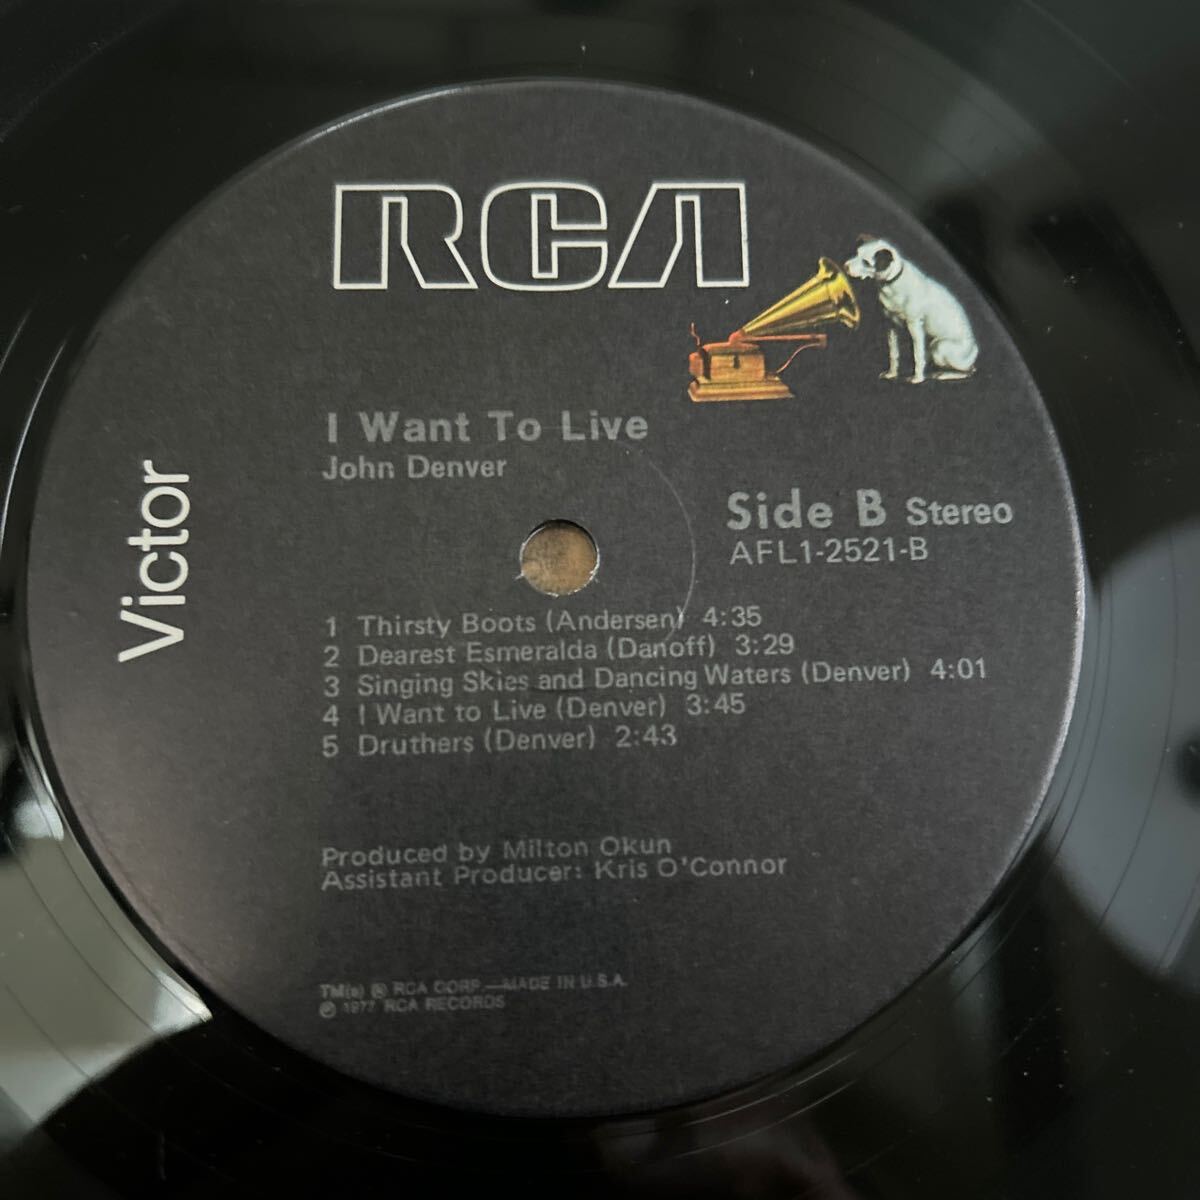 RCA
Victor
I Want To Live
John Denver
Side B Stereo
AFL1-2521-B
1 Thirsty Boots (Andersen) 4:35
2 Dearest Esmeralda (Danoff) 3:29
3 Singing Skies and Dancing Waters (Denver) 4:01
4 I Want to Live (Denver) 3:45
5 Druthers (Denver) 2:43
Produced by Milton Okun
Assistant Producer: Kris O'Connor
TM(s) ® RCA CORP.—MADE IN U.S.A.
℗ 1977 RCA RECORDS